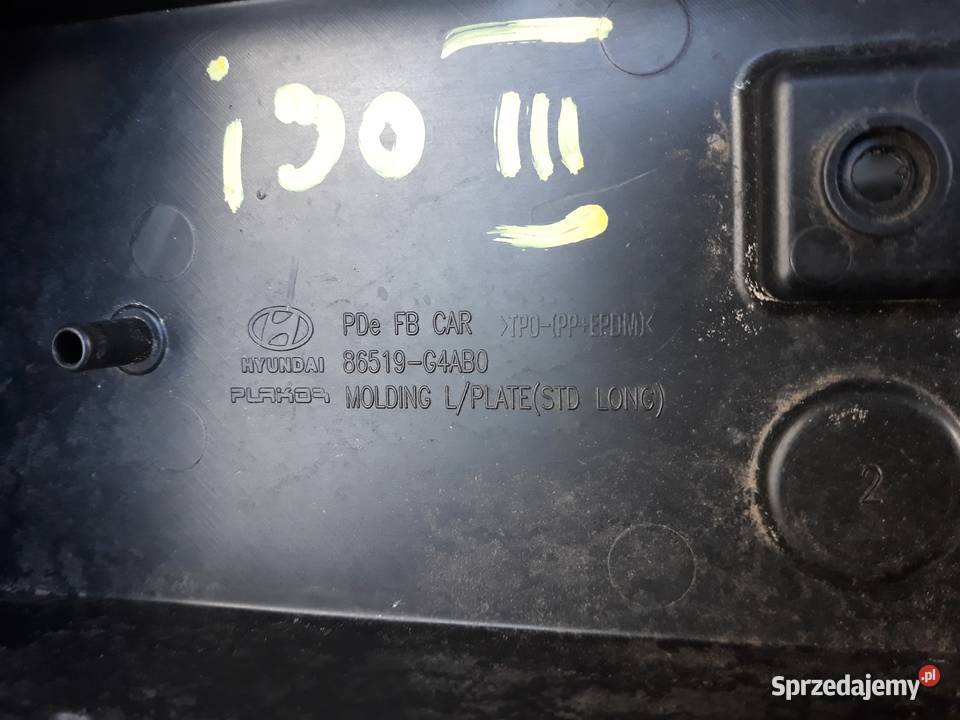 i30 III
HYUNDAI
PLAKOR
PDe FB CAR >TPO-(PP+EPDM)<
86519-G4AB0
MOLDING L/PLATE(STD LONG)
2
Sprzedajemy.pl